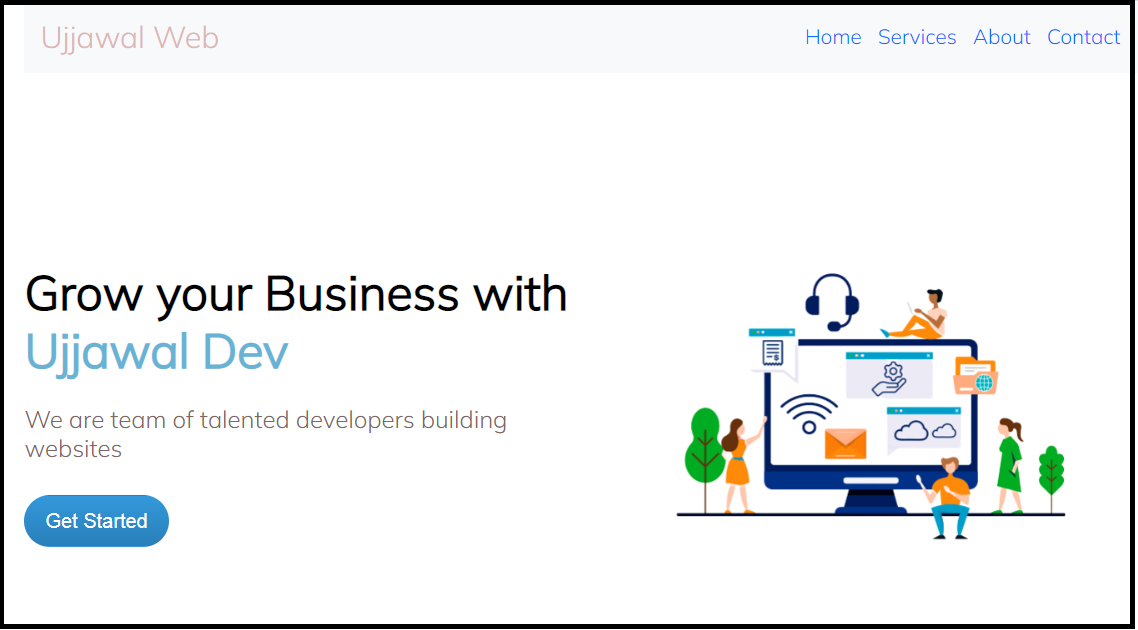 Ujjawal Web
Home Services About Contact
Grow your Business with
Ujjawal Dev
We are team of talented developers building
websites
Get Started
$